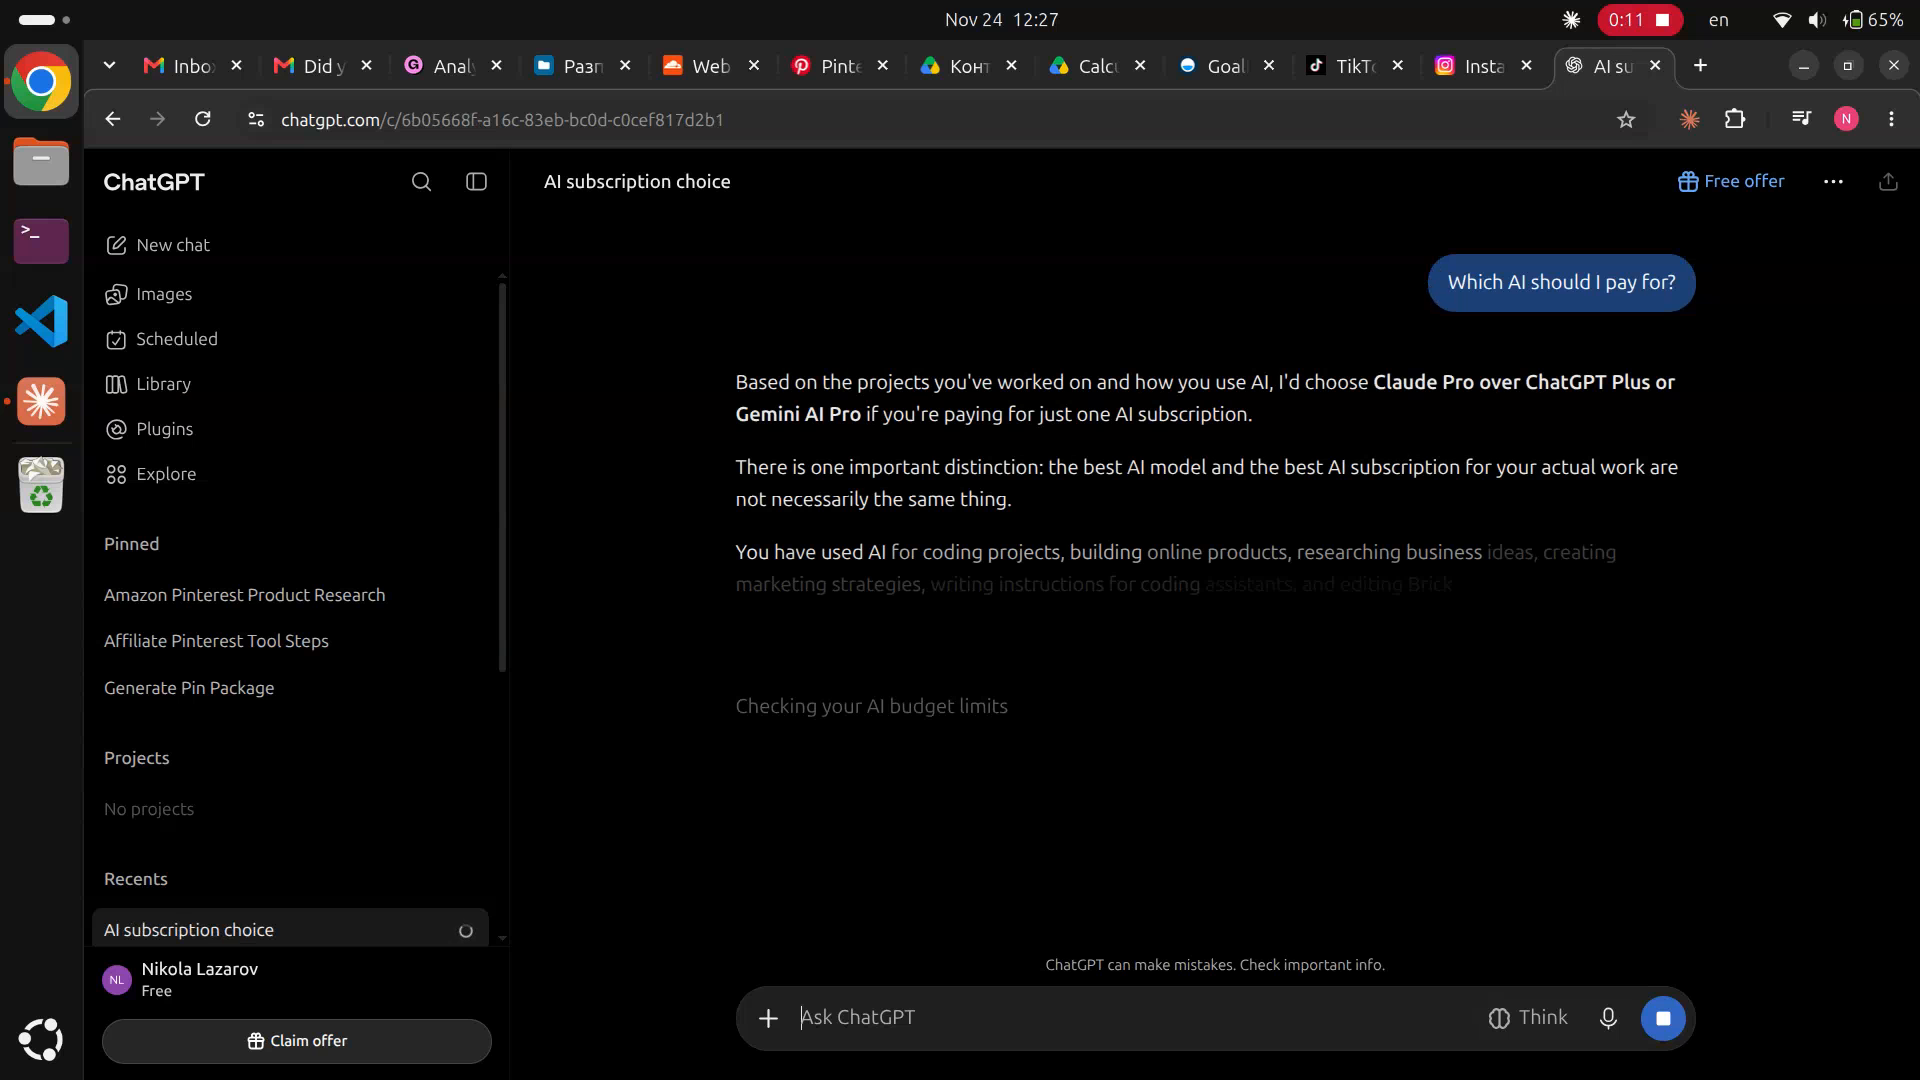 Nov 24 12:27
0:11
en
65%
Inbo
Did y
Analy
Разп
Web
Pinte
Конт
Calcu
Goal
TikTo
Insta
AI su
chatgpt.com/c/6b05668f-a16c-83eb-bc0d-c0cef817d2b1
N
ChatGPT
AI subscription choice
Free offer
New chat
Images
Scheduled
Library
Plugins
Explore
Pinned
Amazon Pinterest Product Research
Affiliate Pinterest Tool Steps
Generate Pin Package
Projects
No projects
Recents
AI subscription choice
NL
Nikola Lazarov
Free
Claim offer
Which AI should I pay for?
Based on the projects you've worked on and how you use AI, I'd choose Claude Pro over ChatGPT Plus or
Gemini AI Pro if you're paying for just one AI subscription.
There is one important distinction: the best AI model and the best AI subscription for your actual work are
not necessarily the same thing.
You have used AI for coding projects, building online products, researching business ideas, creating
marketing strategies, writing instructions for coding assistants, and editing Brick
Checking your AI budget limits
ChatGPT can make mistakes. Check important info.
Ask ChatGPT
Think